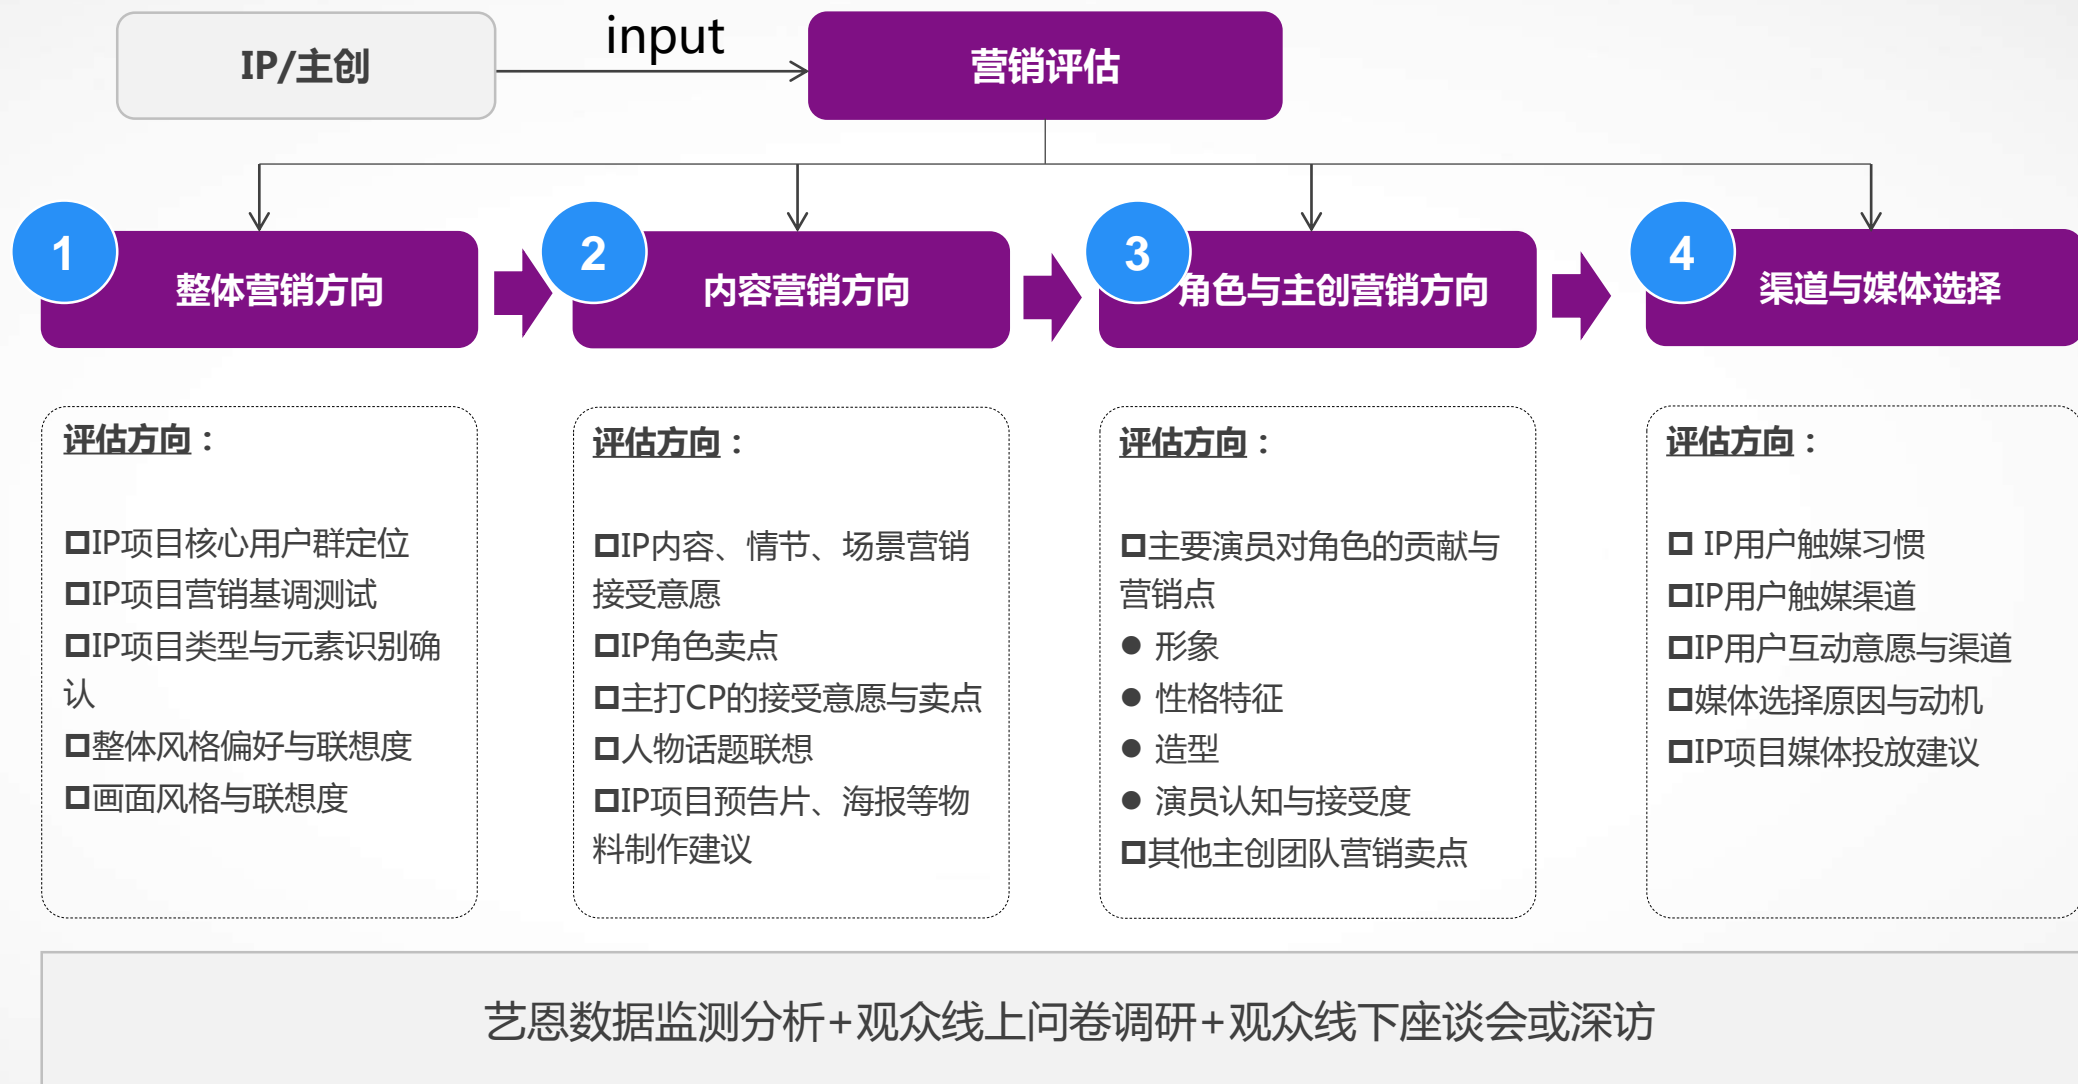 IP/主创
input
营销评估
1
整体营销方向
2
内容营销方向
3
角色与主创营销方向
4
渠道与媒体选择
评估方向：
IP项目核心用户群定位
IP项目营销基调测试
IP项目类型与元素识别确
认
整体风格偏好与联想度
画面风格与联想度
评估方向：
IP内容、情节、场景营销
接受意愿
IP角色卖点
主打CP的接受意愿与卖点
人物话题联想
IP项目预告片、海报等物
料制作建议
评估方向：
主要演员对角色的贡献与
营销点
● 形象
● 性格特征
● 造型
● 演员认知与接受度
其他主创团队营销卖点
评估方向：
IP用户触媒习惯
IP用户触媒渠道
IP用户互动意愿与渠道
媒体选择原因与动机
IP项目媒体投放建议
艺恩数据监测分析+观众线上问卷调研+观众线下座谈会或深访